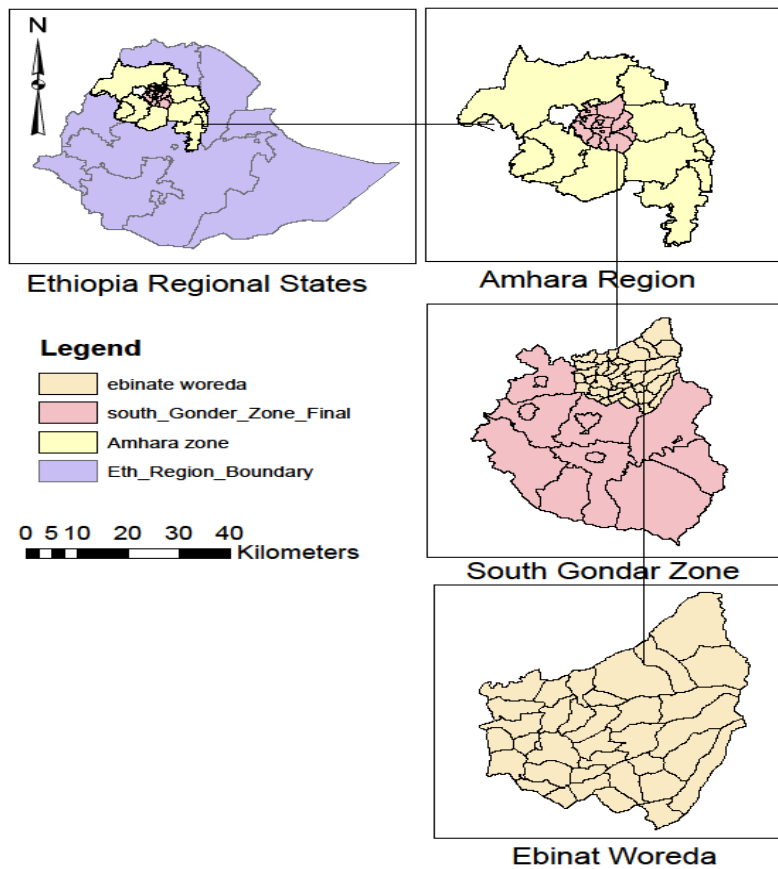 N
Ethiopia Regional States
Amhara Region
Legend
ebinate woreda
south_Gonder_Zone_Final
Amhara zone
Eth_Region_Boundary
0 5 10 20 30 40
Kilometers
South Gondar Zone
Ebinat Woreda